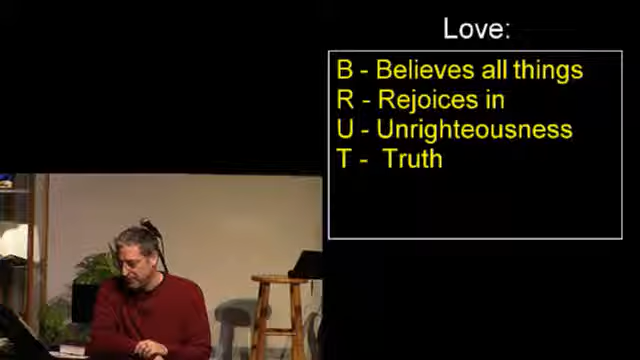 Love:
B - Believes all things
R - Rejoices in
U - Unrighteousness
T - Truth